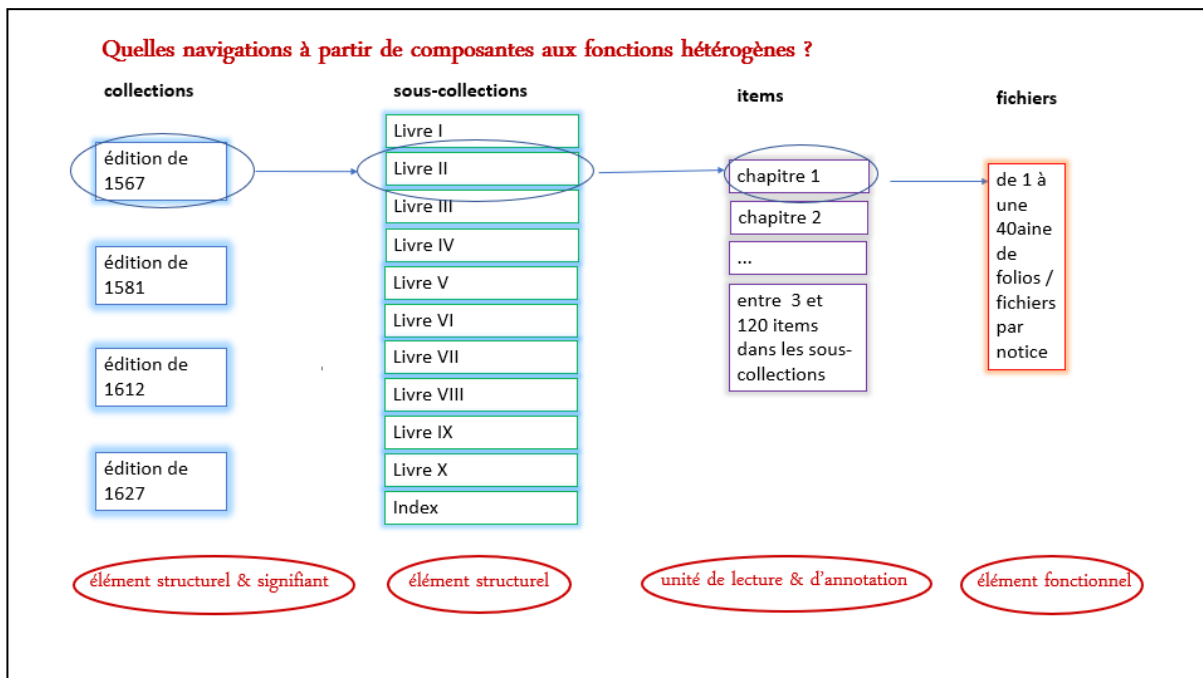 Quelles navigations à partir de composantes aux fonctions hétérogènes ?
collections
édition de
1567
édition de
1581
édition de
1612
édition de
1627
élément structurel & signifiant
sous-collections
Livre I
Livre II
Livre III
Livre IV
Livre V
Livre VI
Livre VII
Livre VIII
Livre IX
Livre X
Index
élément structurel
items
chapitre 1
chapitre 2
...
entre 3 et
120 items
dans les sous-
collections
unité de lecture & d'annotation
fichiers
de 1 à
une
40aine
de
folios /
fichiers
par
notice
élément fonctionnel